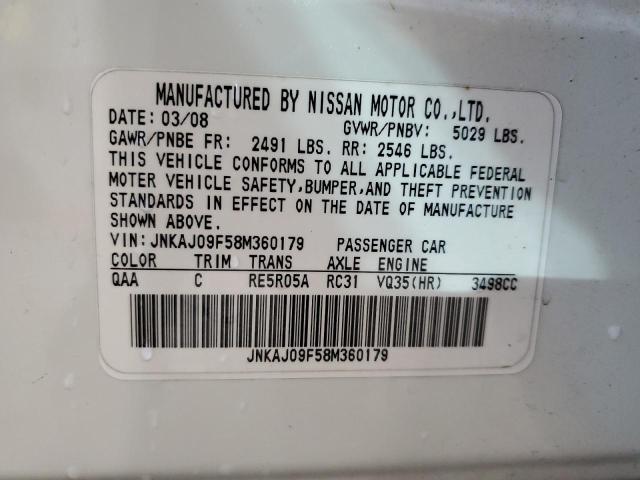 MANUFACTURED BY NISSAN MOTOR CO.,LTD.
DATE: 03/08 GVWR/PNBV: 5029 LBS.
GAWR/PNBE FR: 2491 LBS. RR: 2546 LBS.
THIS VEHICLE CONFORMS TO ALL APPLICABLE FEDERAL
MOTER VEHICLE SAFETY,BUMPER,AND THEFT PREVENTION
STANDARDS IN EFFECT ON THE DATE OF MANUFACTURE
SHOWN ABOVE.
VIN: JNKAJ09F58M360179 PASSENGER CAR
COLOR TRIM TRANS AXLE ENGINE
QAA C RE5R05A RC31 VQ35(HR) 3498CC
JNKAJ09F58M360179